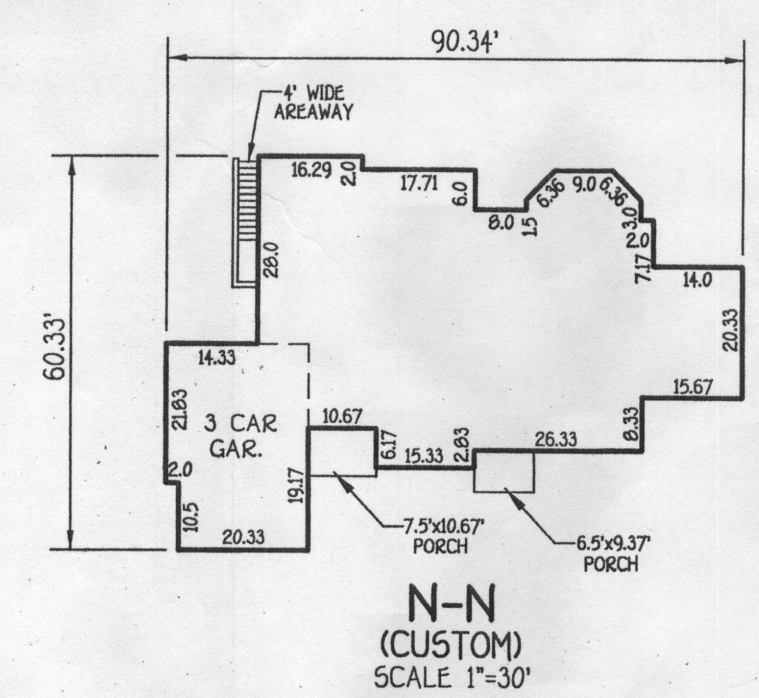 90.34'
4' WIDE
AREAWAY
16.29
2.0
17.71
6.0
8.0
1.5
6.36
9.0
6.36
3.0
2.0
7.17
14.0
28.0
60.33'
20.33
14.33
15.67
21.83
3 CAR
GAR.
10.67
6.17
15.33
2.83
26.33
8.33
2.0
10.5
19.17
20.33
7.5'x10.67'
PORCH
6.5'x9.37'
PORCH
N-N
(CUSTOM)
SCALE 1"=30'